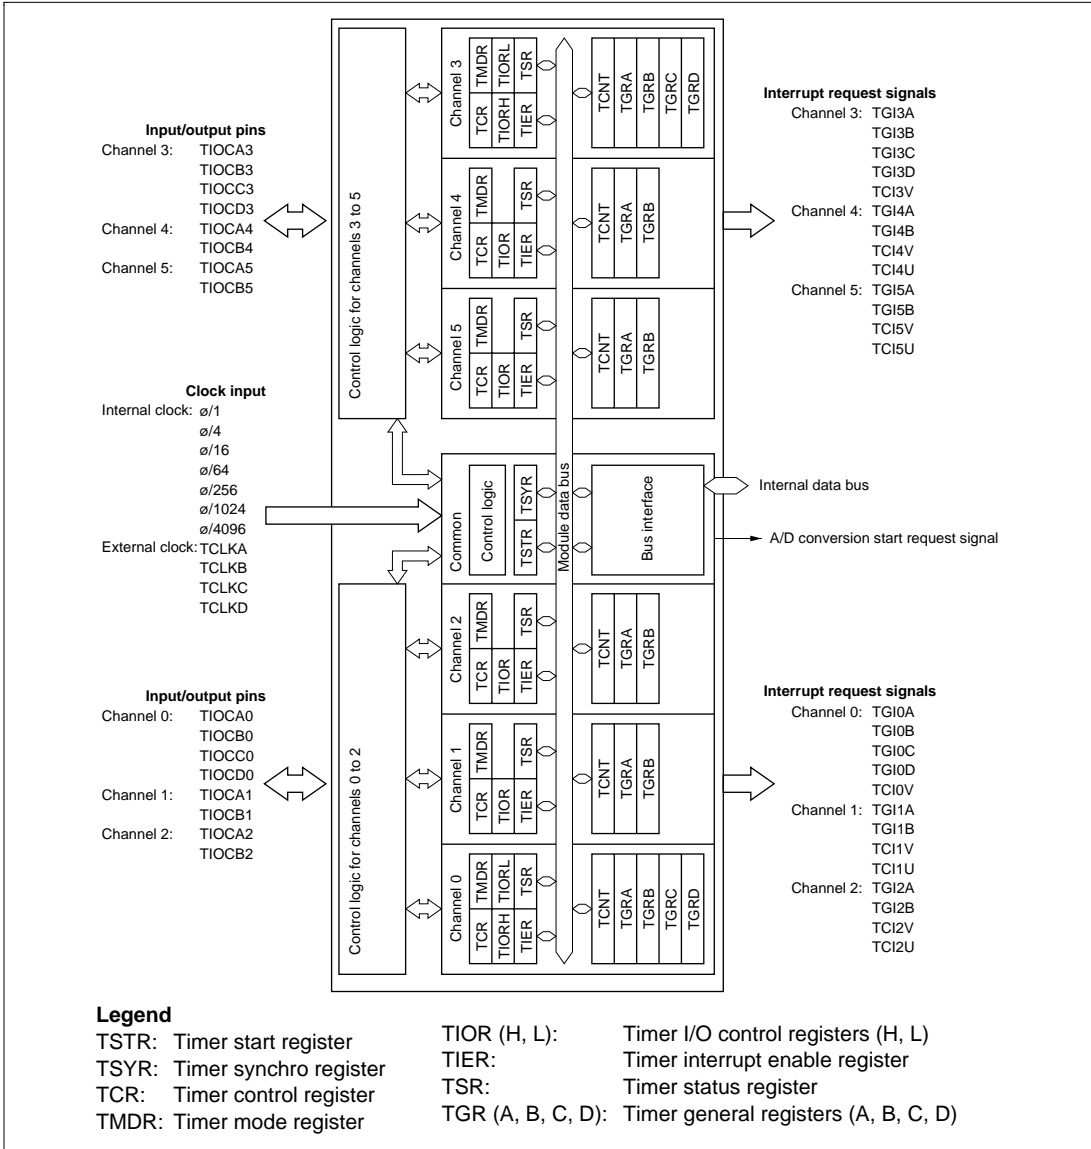 Input/output pins
Channel 3: TIOCA3
TIOCB3
TIOCC3
TIOCD3
Channel 4: TIOCA4
TIOCB4
Channel 5: TIOCA5
TIOCB5
Clock input
Internal clock: ø/1
ø/4
ø/16
ø/64
ø/256
ø/1024
ø/4096
External clock: TCLKA
TCLKB
TCLKC
TCLKD
Input/output pins
Channel 0: TIOCA0
TIOCB0
TIOCC0
TIOCD0
Channel 1: TIOCA1
TIOCB1
Channel 2: TIOCA2
TIOCB2
Control logic for channels 3 to 5
Control logic for channels 0 to 2
Channel 3
TCR TMDR
TIORH TIORL
TIER TSR
TCNT
TGRA
TGRB
TGRC
TGRD
Channel 4
TCR TMDR
TIOR
TIER TSR
TCNT
TGRA
TGRB
Channel 5
TCR TMDR
TIOR
TIER TSR
TCNT
TGRA
TGRB
Common
Control logic
TSTR TSYR
Module data bus
Bus interface
Channel 2
TCR TMDR
TIOR
TIER TSR
TCNT
TGRA
TGRB
Channel 1
TCR TMDR
TIOR
TIER TSR
TCNT
TGRA
TGRB
Channel 0
TCR TMDR
TIORH TIORL
TIER TSR
TCNT
TGRA
TGRB
TGRC
TGRD
Interrupt request signals
Channel 3: TGI3A
TGI3B
TGI3C
TGI3D
TCI3V
Channel 4: TGI4A
TGI4B
TCI4V
TCI4U
Channel 5: TGI5A
TGI5B
TCI5V
TCI5U
Internal data bus
A/D conversion start request signal
Interrupt request signals
Channel 0: TGI0A
TGI0B
TGI0C
TGI0D
TCI0V
Channel 1: TGI1A
TGI1B
TCI1V
TCI1U
Channel 2: TGI2A
TGI2B
TCI2V
TCI2U
Legend
TSTR: Timer start register
TSYR: Timer synchro register
TCR: Timer control register
TMDR: Timer mode register
TIOR (H, L): Timer I/O control registers (H, L)
TIER: Timer interrupt enable register
TSR: Timer status register
TGR (A, B, C, D): Timer general registers (A, B, C, D)